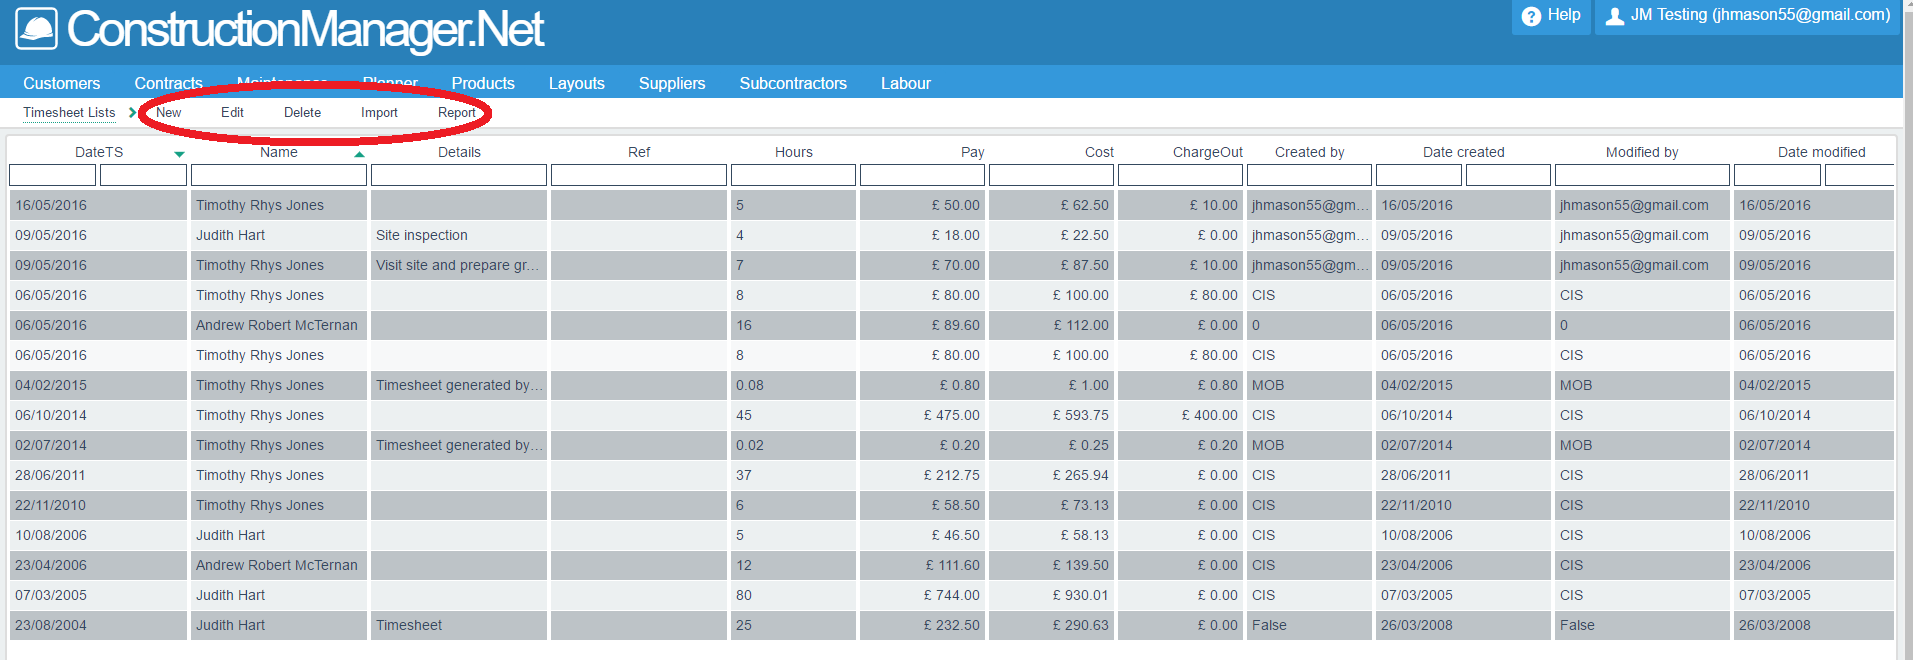 ConstructionManager.Net
? Help JM Testing (jhmason55@gmail.com)
Customers Contracts Maintenance Planner Products Layouts Suppliers Subcontractors Labour
Timesheet Lists New Edit Delete Import Report
DateTS Name Details Ref Hours Pay Cost ChargeOut Created by Date created Modified by Date modified
16/05/2016 Timothy Rhys Jones 5 £ 50.00 £ 62.50 £ 10.00 jhmason55@gm... 16/05/2016 jhmason55@gmail.com 16/05/2016
09/05/2016 Judith Hart Site inspection 4 £ 18.00 £ 22.50 £ 0.00 jhmason55@gm... 09/05/2016 jhmason55@gmail.com 09/05/2016
09/05/2016 Timothy Rhys Jones Visit site and prepare gr... 7 £ 70.00 £ 87.50 £ 10.00 jhmason55@gm... 09/05/2016 jhmason55@gmail.com 09/05/2016
06/05/2016 Timothy Rhys Jones 8 £ 80.00 £ 100.00 £ 80.00 CIS 06/05/2016 CIS 06/05/2016
06/05/2016 Andrew Robert McTernan 16 £ 89.60 £ 112.00 £ 0.00 0 06/05/2016 0 06/05/2016
06/05/2016 Timothy Rhys Jones 8 £ 80.00 £ 100.00 £ 80.00 CIS 06/05/2016 CIS 06/05/2016
04/02/2015 Timothy Rhys Jones Timesheet generated by... 0.08 £ 0.80 £ 1.00 £ 0.80 MOB 04/02/2015 MOB 04/02/2015
06/10/2014 Timothy Rhys Jones 45 £ 475.00 £ 593.75 £ 400.00 CIS 06/10/2014 CIS 06/10/2014
02/07/2014 Timothy Rhys Jones Timesheet generated by... 0.02 £ 0.20 £ 0.25 £ 0.20 MOB 02/07/2014 MOB 02/07/2014
28/06/2011 Timothy Rhys Jones 37 £ 212.75 £ 265.94 £ 0.00 CIS 28/06/2011 CIS 28/06/2011
22/11/2010 Timothy Rhys Jones 6 £ 58.50 £ 73.13 £ 0.00 CIS 22/11/2010 CIS 22/11/2010
10/08/2006 Judith Hart 5 £ 46.50 £ 58.13 £ 0.00 CIS 10/08/2006 CIS 10/08/2006
23/04/2006 Andrew Robert McTernan 12 £ 111.60 £ 139.50 £ 0.00 CIS 23/04/2006 CIS 23/04/2006
07/03/2005 Judith Hart 80 £ 744.00 £ 930.01 £ 0.00 CIS 07/03/2005 CIS 07/03/2005
23/08/2004 Judith Hart Timesheet 25 £ 232.50 £ 290.63 £ 0.00 False 26/03/2008 False 26/03/2008